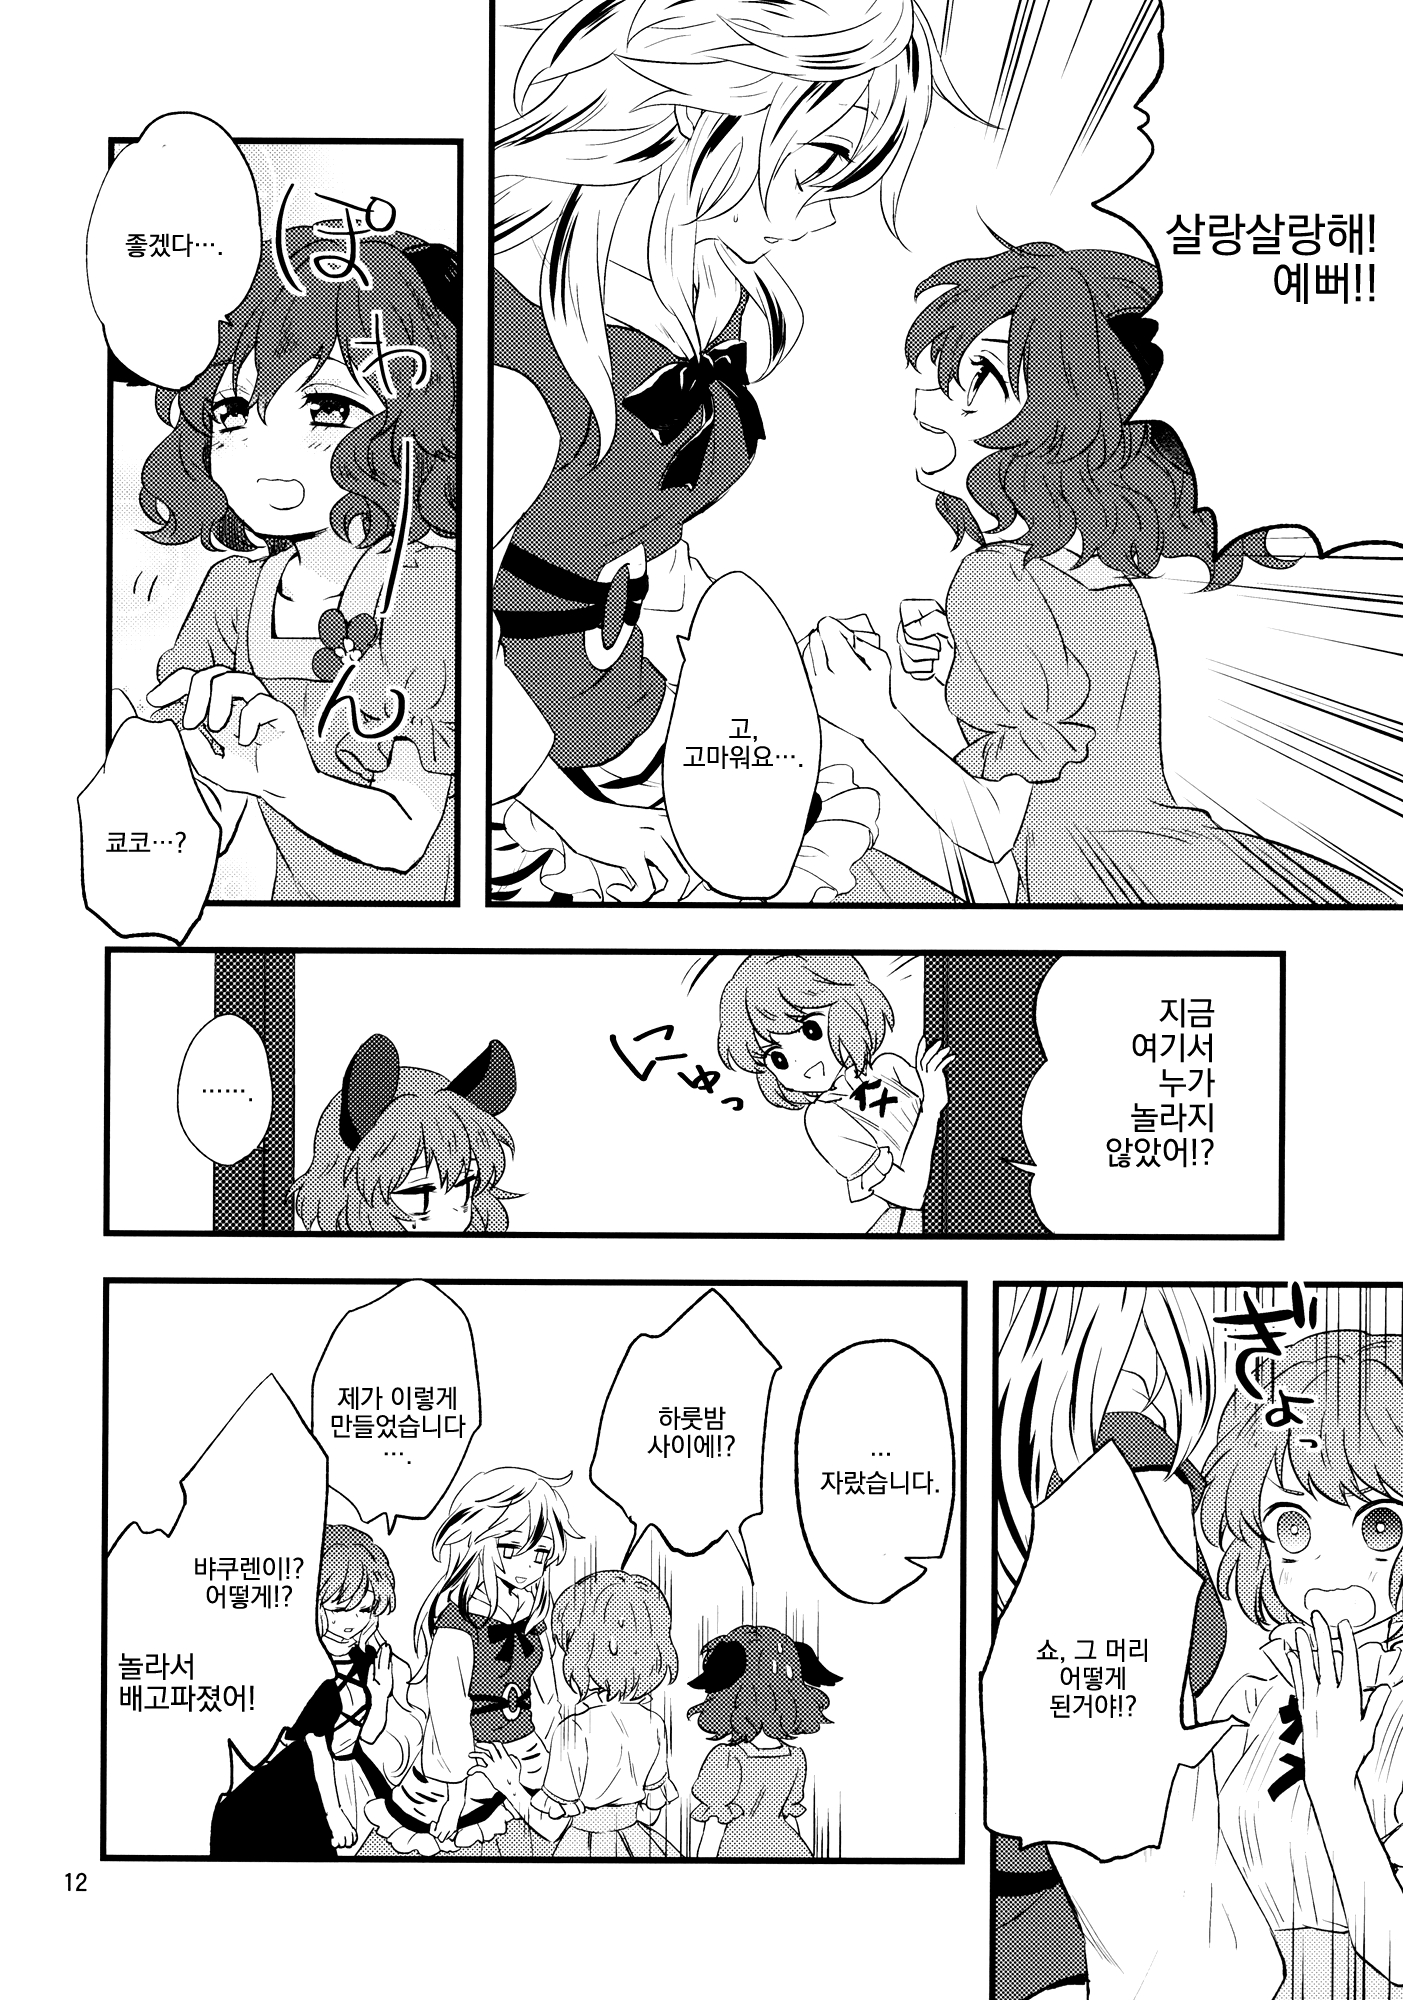 살랑살랑해!
예뻐!!
고,
고마워요….
좋겠다….
ぽわーん
쿄코…?
지금
여기서
누가
놀라지
않았어!?
にゅっ
…….
ぎょっ
쇼, 그 머리
어떻게
된거야!?
…
자랐습니다.
하룻밤
사이에!?
제가 이렇게
만들었습니다
….
뱌쿠렌이!?
어떻게!?
놀라서
배고파졌어!
12